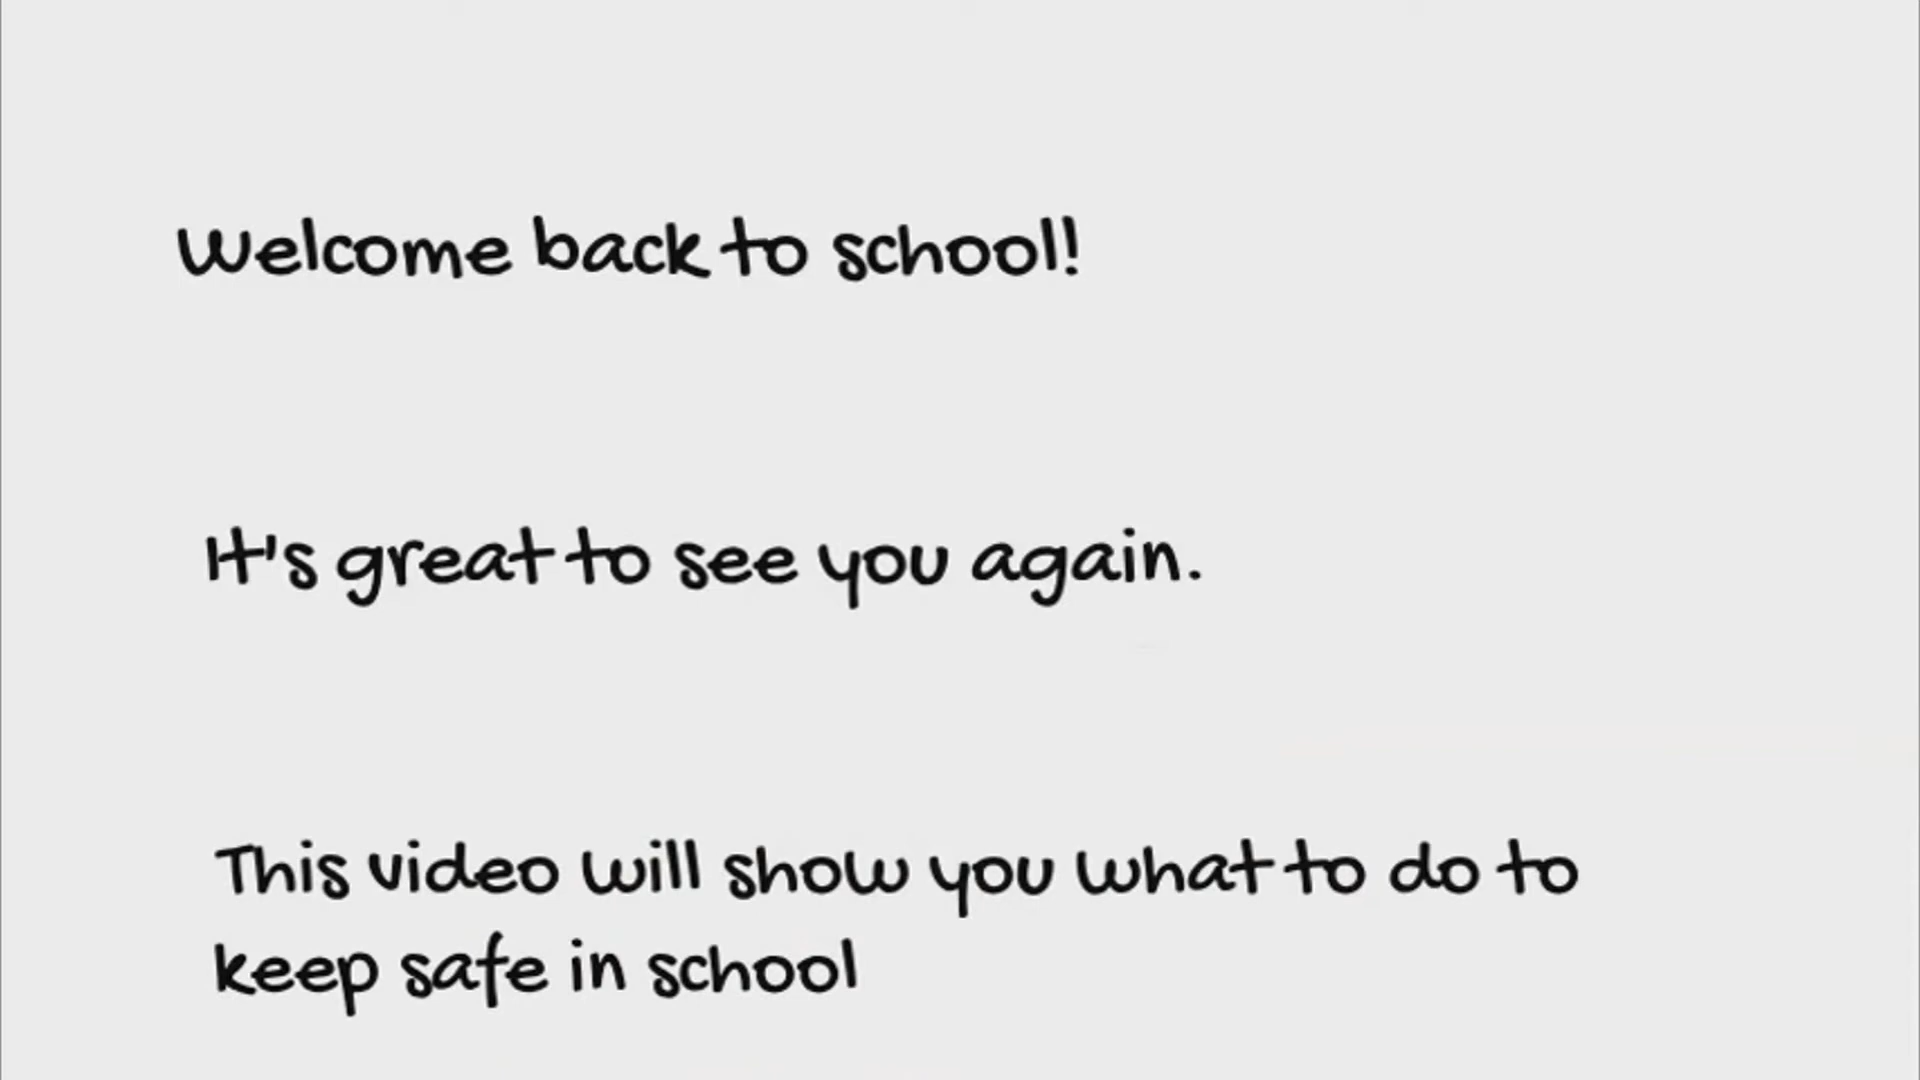 Welcome back to school!
It's great to see you again.
This video will show you what to do to
keep safe in school